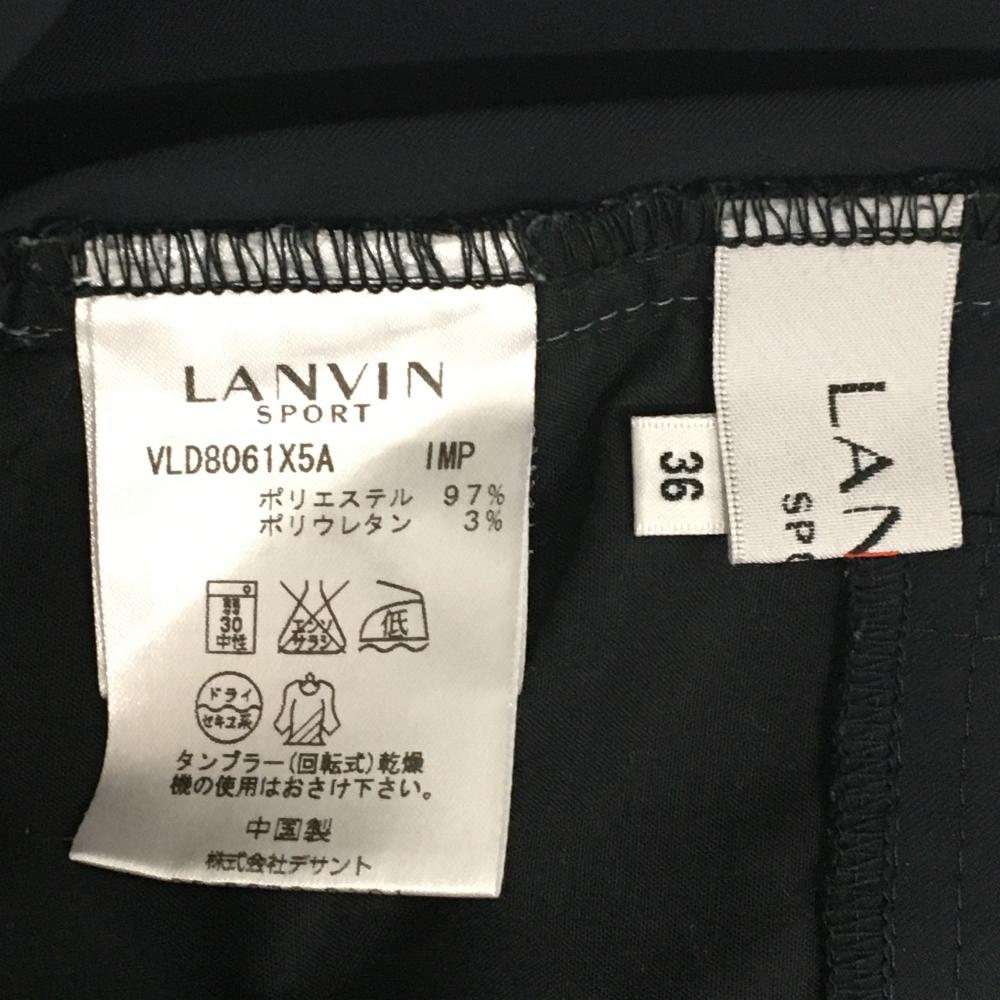 LANVIN
SPORT
VLD8061X5A IMP
ポリエステル 97%
ポリウレタン 3%
弱
30
中性
エンソ
サラシ
低
ドライ
セキユ系
タンブラー(回転式)乾燥
機の使用はおさけ下さい。
中国製
株式会社デサント
36
LAN
SPO